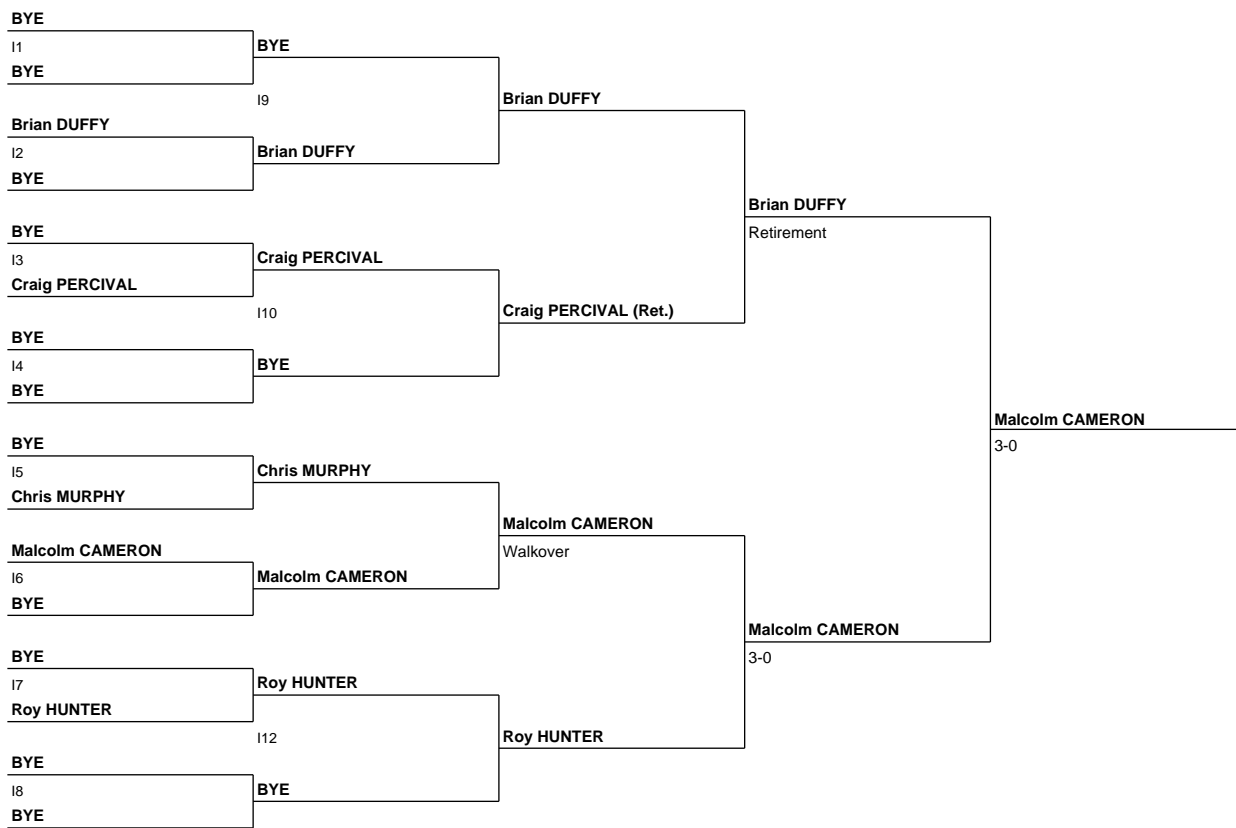 BYE
I1
BYE
BYE
I9
Brian DUFFY
Brian DUFFY
I2
Brian DUFFY
BYE
Brian DUFFY
Retirement
BYE
I3
Craig PERCIVAL
Craig PERCIVAL
I10
Craig PERCIVAL (Ret.)
BYE
I4
BYE
BYE
Malcolm CAMERON
3-0
BYE
I5
Chris MURPHY
Chris MURPHY
Malcolm CAMERON
Walkover
Malcolm CAMERON
I6
Malcolm CAMERON
BYE
Malcolm CAMERON
3-0
BYE
I7
Roy HUNTER
Roy HUNTER
I12
Roy HUNTER
BYE
I8
BYE
BYE